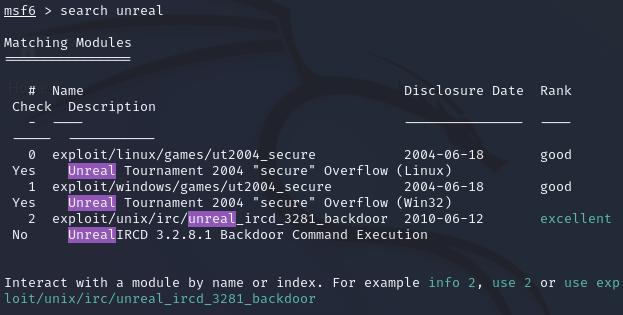 msf6 > search unreal
Matching Modules
================
# Name Disclosure Date Rank
Check Description
- ---- --------------- ----
----- -----------
0 exploit/linux/games/ut2004_secure 2004-06-18 good
Yes Unreal Tournament 2004 "secure" Overflow (Linux)
1 exploit/windows/games/ut2004_secure 2004-06-18 good
Yes Unreal Tournament 2004 "secure" Overflow (Win32)
2 exploit/unix/irc/unreal_ircd_3281_backdoor 2010-06-12 excellent
No UnrealIRCD 3.2.8.1 Backdoor Command Execution
Interact with a module by name or index. For example info 2, use 2 or use exp
loit/unix/irc/unreal_ircd_3281_backdoor